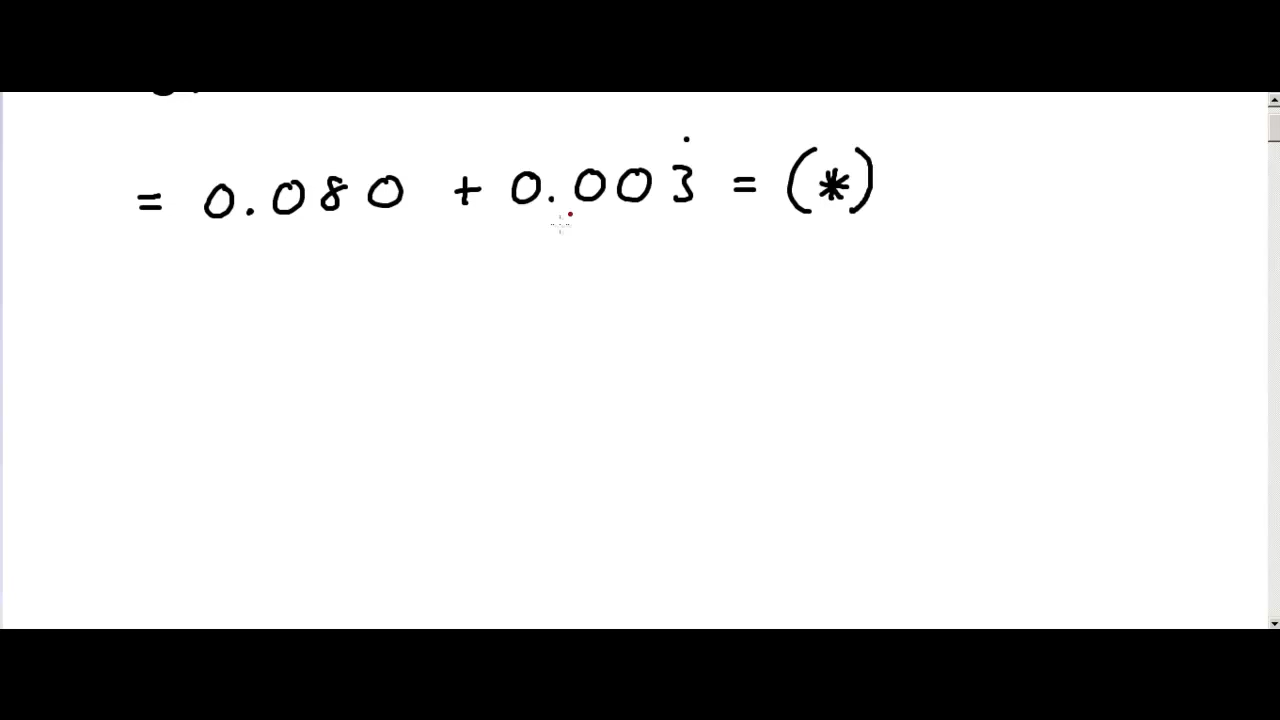 = 0.080 + 0.003̇ = (*)